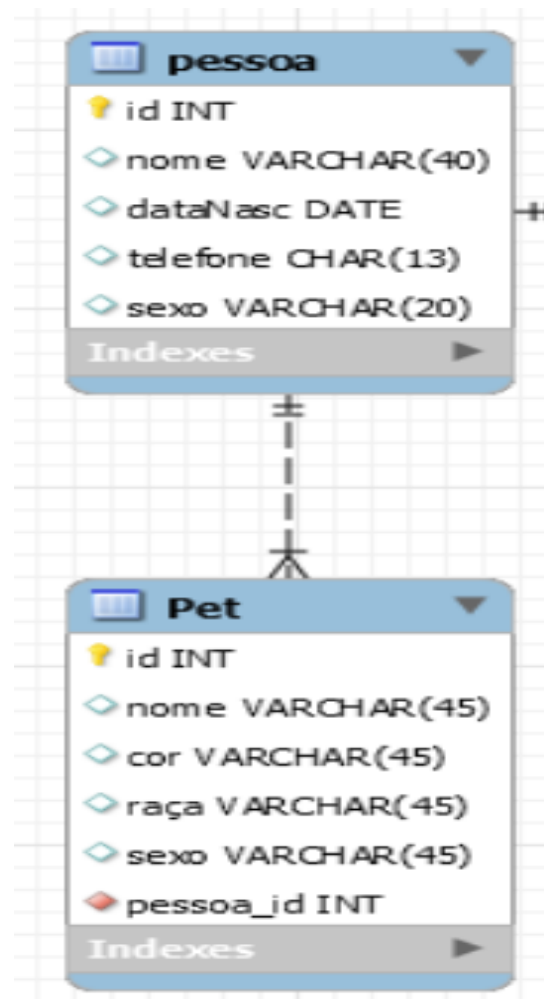 pessoa
id INT
nome VARCHAR(40)
dataNasc DATE
telefone CHAR(13)
sexo VARCHAR(20)
Indexes
Pet
id INT
nome VARCHAR(45)
cor VARCHAR(45)
raça VARCHAR(45)
sexo VARCHAR(45)
pessoa_id INT
Indexes